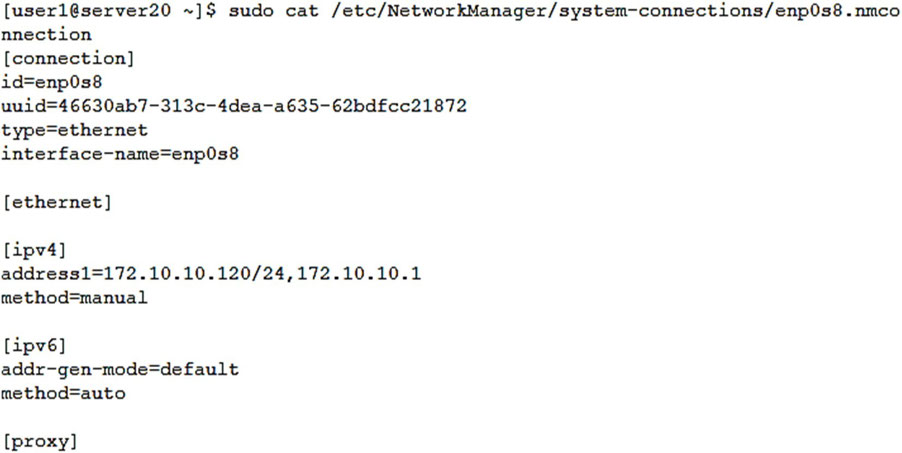 [user1@server20 ~]$ sudo cat /etc/NetworkManager/system-connections/enp0s8.nmco
nnection
[connection]
id=enp0s8
uuid=46630ab7-313c-4dea-a635-62bdfcc21872
type=ethernet
interface-name=enp0s8
[ethernet]
[ipv4]
address1=172.10.10.120/24,172.10.10.1
method=manual
[ipv6]
addr-gen-mode=default
method=auto
[proxy]